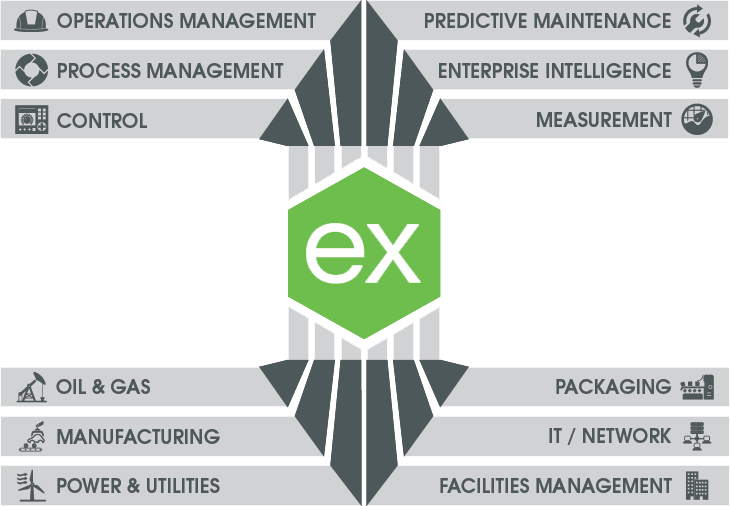 OPERATIONS MANAGEMENT
PREDICTIVE MAINTENANCE
PROCESS MANAGEMENT
ENTERPRISE INTELLIGENCE
CONTROL
MEASUREMENT
ex
OIL & GAS
PACKAGING
MANUFACTURING
IT / NETWORK
POWER & UTILITIES
FACILITIES MANAGEMENT